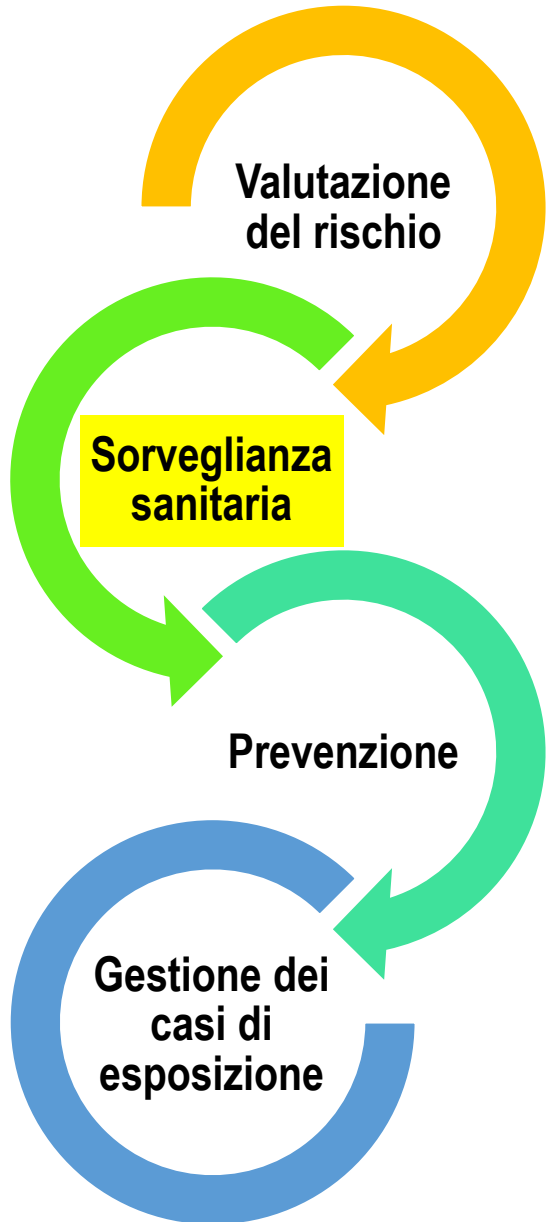 Valutazione
del rischio
Sorveglianza
sanitaria
Prevenzione
Gestione dei
casi di
esposizione